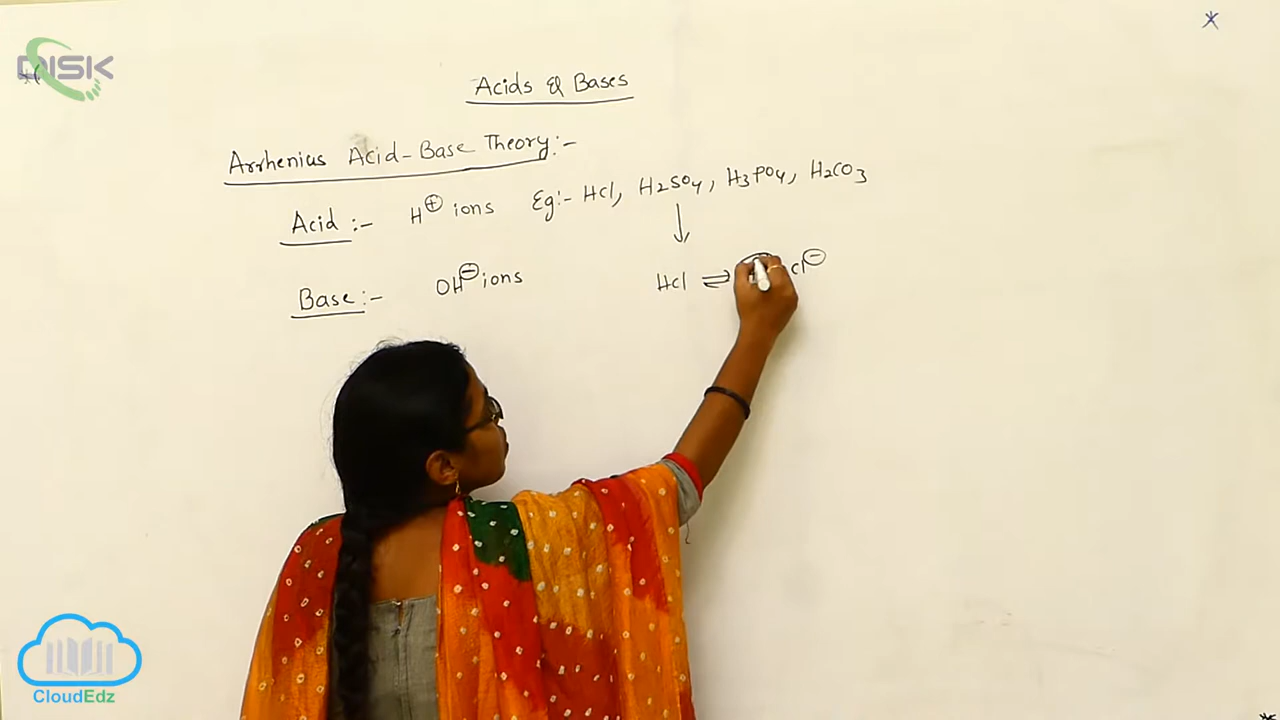 QISK
Acids & Bases
Arrhenius Acid-Base Theory:-
Acid:- H⊕ ions Eg:- HCl, H2SO4, H3PO4, H2CO3
Base:- OH⊖ ions HCl ⇌ Cl⊖
CloudEdz